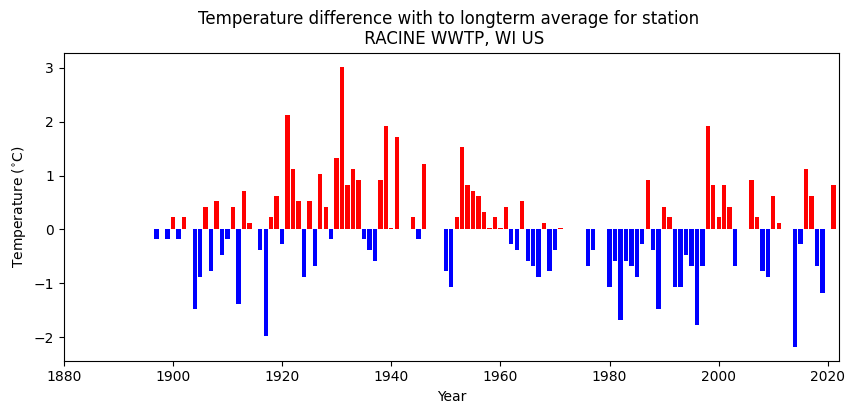 Temperature difference with to longterm average for station
RACINE WWTP, WI US
Temperature (°C)
3
2
1
0
−1
−2
1880 1900 1920 1940 1960 1980 2000 2020
Year